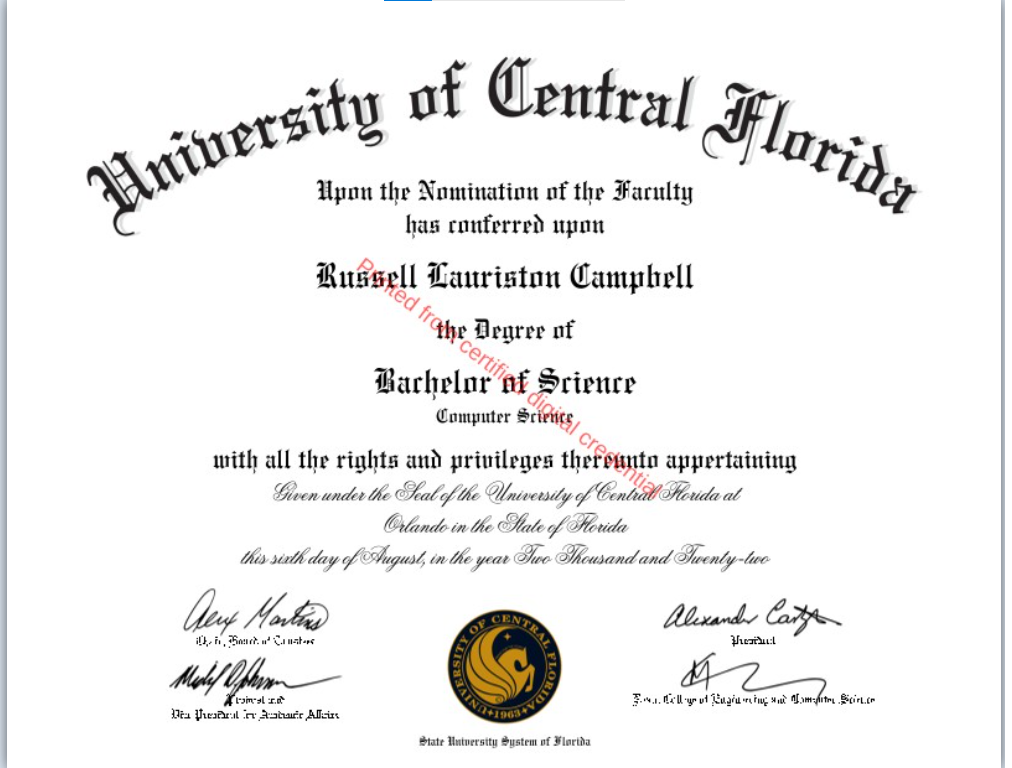 University of Central Florida
Upon the Nomination of the Faculty
has conferred upon
Russell Lauriston Campbell
the Degree of
Bachelor of Science
Computer Science
with all the rights and privileges thereunto appertaining
Given under the Seal of the University of Central Florida at
Orlando in the State of Florida
this sixth day of August, in the year Two Thousand and Twenty-two
Printed from certified digital credential
Alex Martins
Chair, Board of Trustees
Alexander
President
Provost and
Vice President for Academic Affairs
College of Engineering and Computer Science
UNIVERSITY OF CENTRAL FLORIDA
1963
State University System of Florida